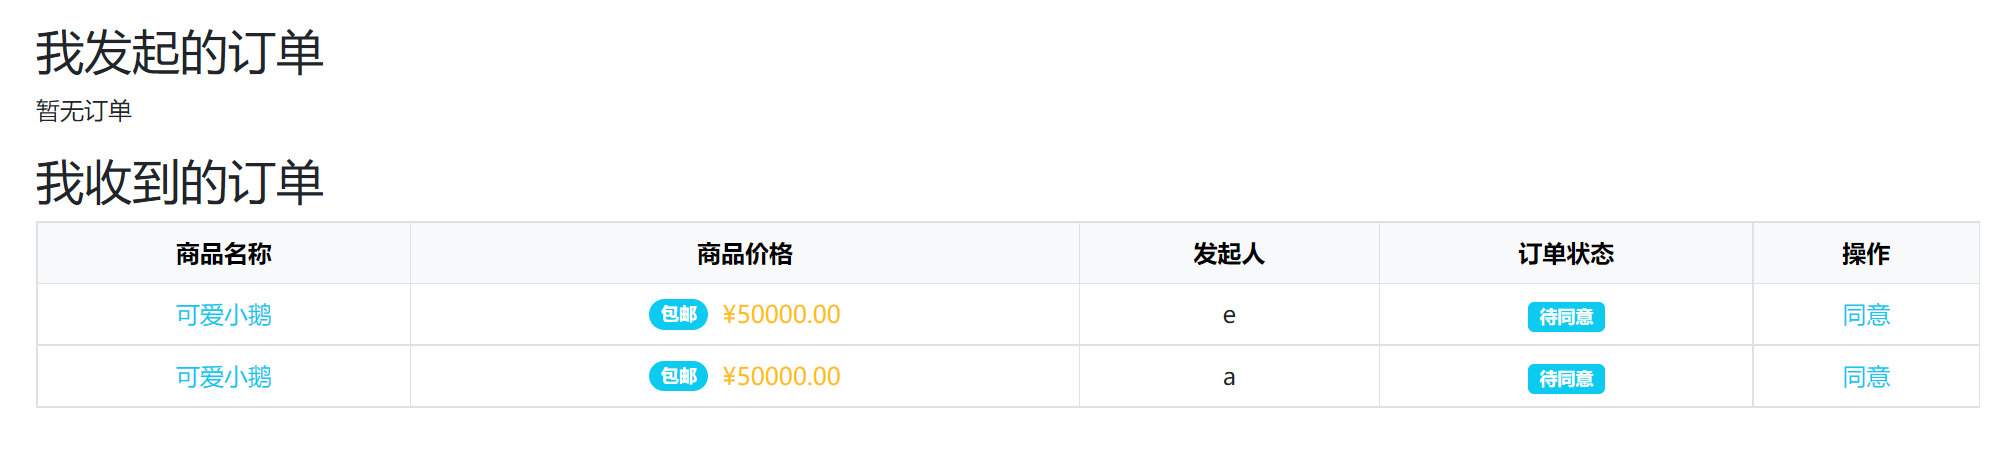 我发起的订单
暂无订单
我收到的订单
商品名称 商品价格 发起人 订单状态 操作
可爱小鹅 包邮 ¥50000.00 e 待同意 同意
可爱小鹅 包邮 ¥50000.00 a 待同意 同意